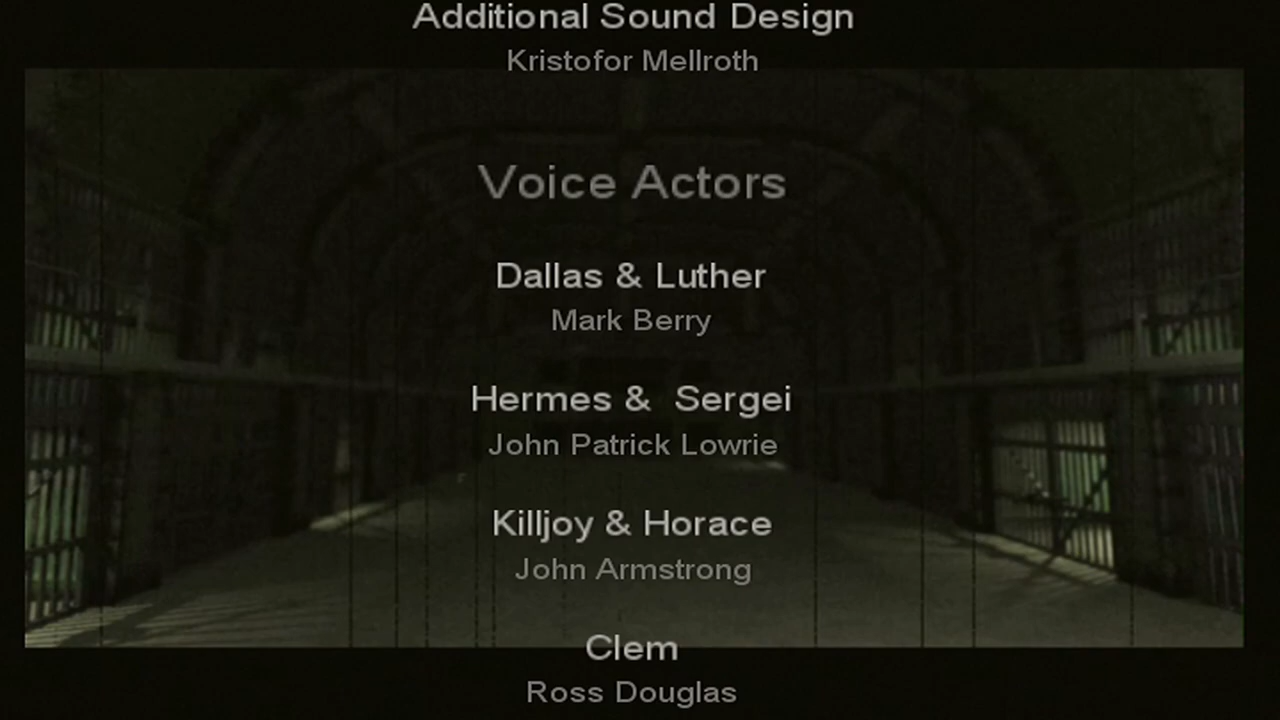 Additional Sound Design
Kristofor Mellroth
Voice Actors
Dallas & Luther
Mark Berry
Hermes & Sergei
John Patrick Lowrie
Killjoy & Horace
John Armstrong
Clem
Ross Douglas